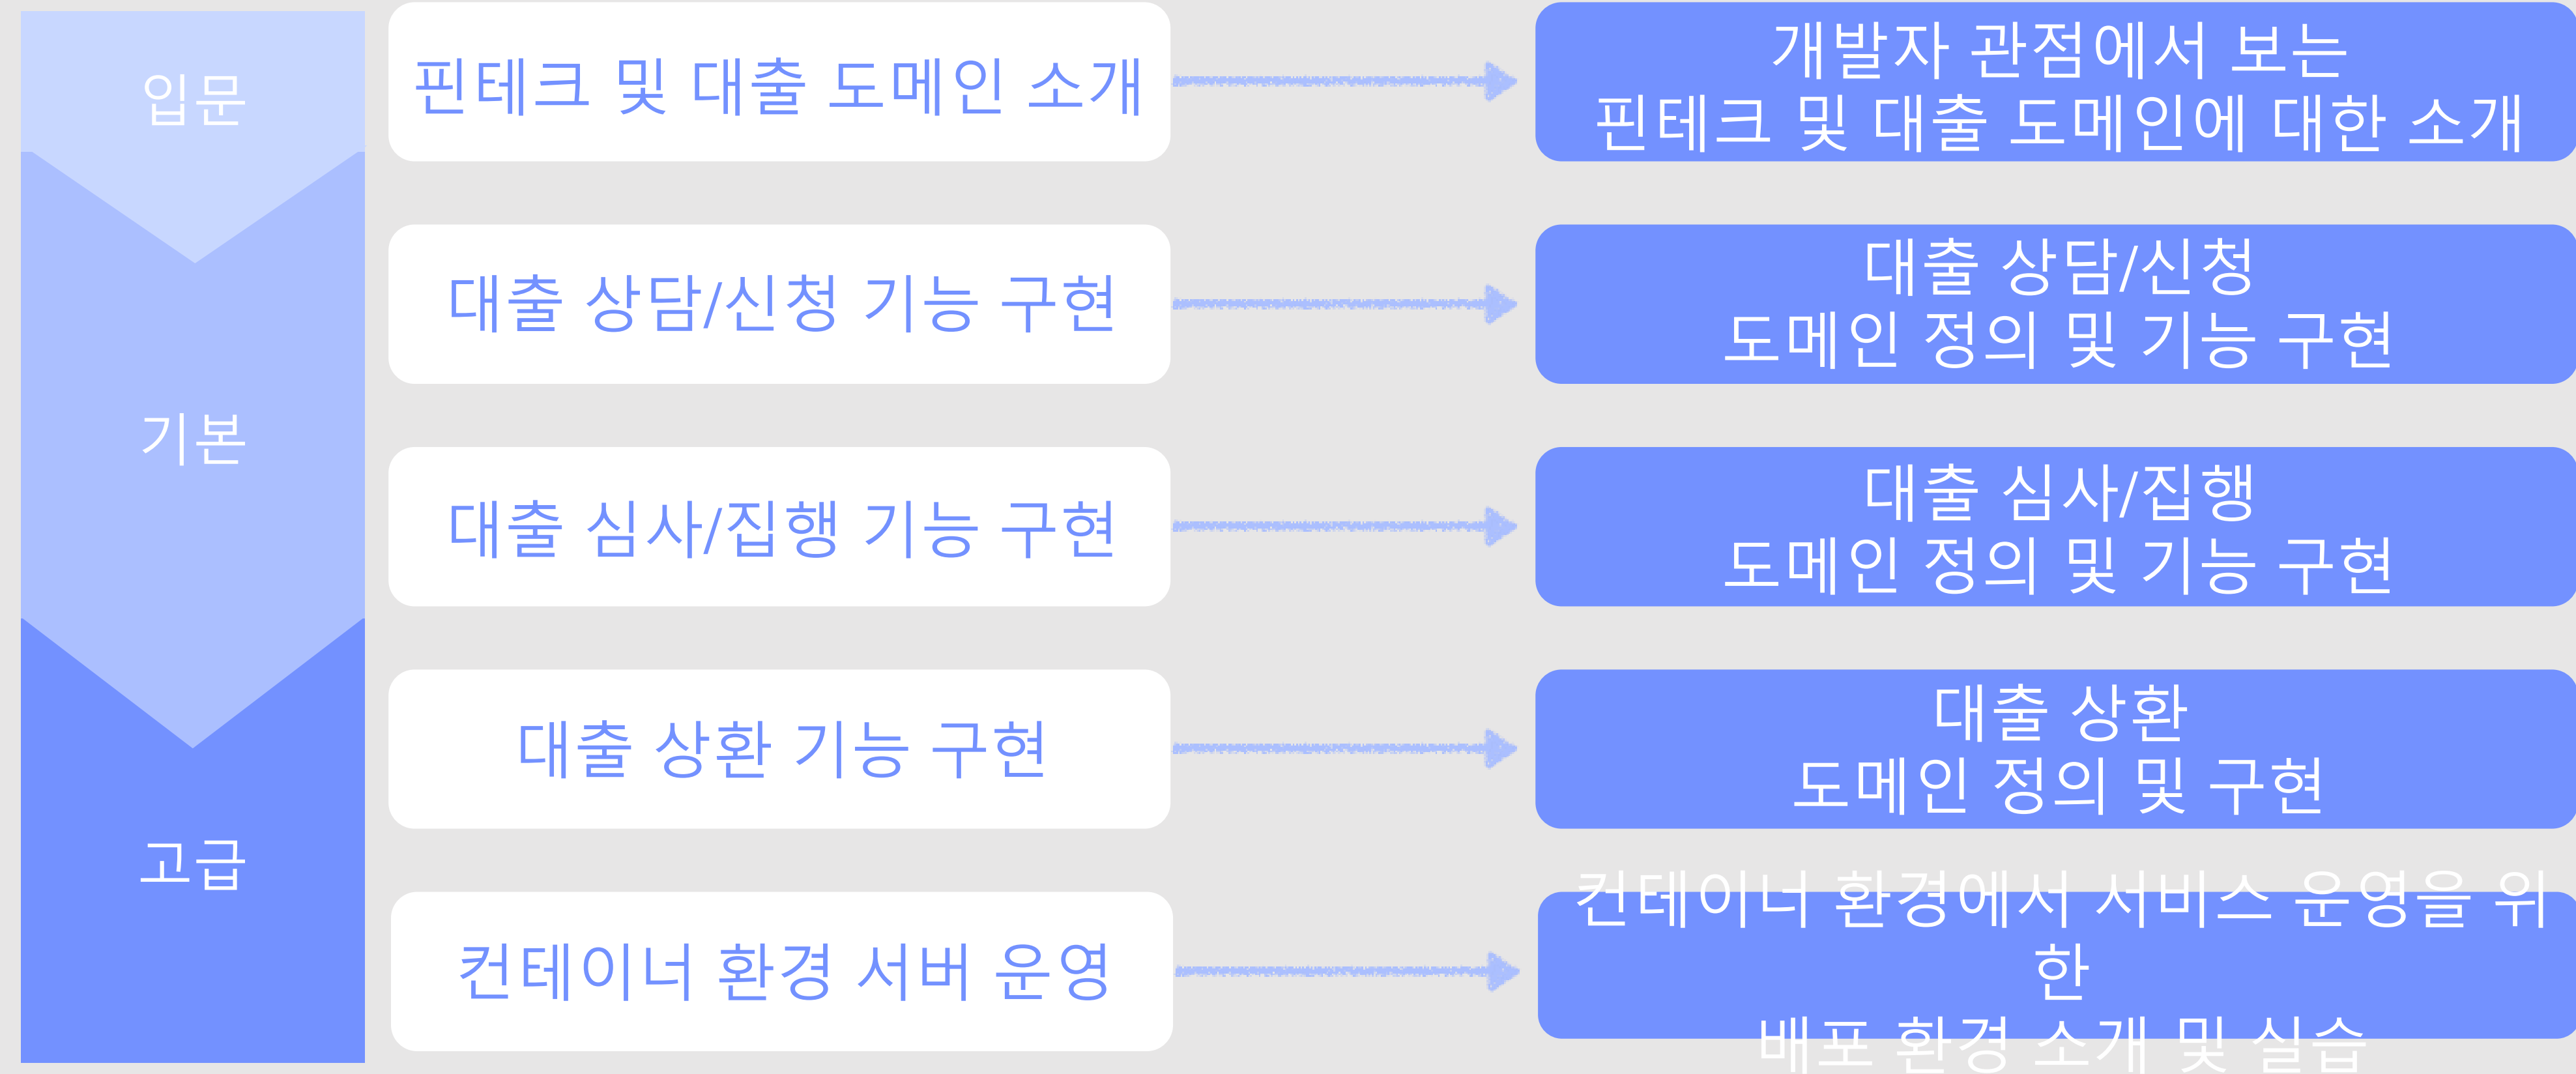 입문
핀테크 및 대출 도메인 소개
개발자 관점에서 보는
핀테크 및 대출 도메인에 대한 소개
기본
대출 상담/신청 기능 구현
대출 상담/신청
도메인 정의 및 기능 구현
대출 심사/집행 기능 구현
대출 심사/집행
도메인 정의 및 기능 구현
고급
대출 상환 기능 구현
대출 상환
도메인 정의 및 구현
컨테이너 환경 서버 운영
컨테이너 환경에서 서비스 운영을 위
한
배포 환경 소개 및 실습